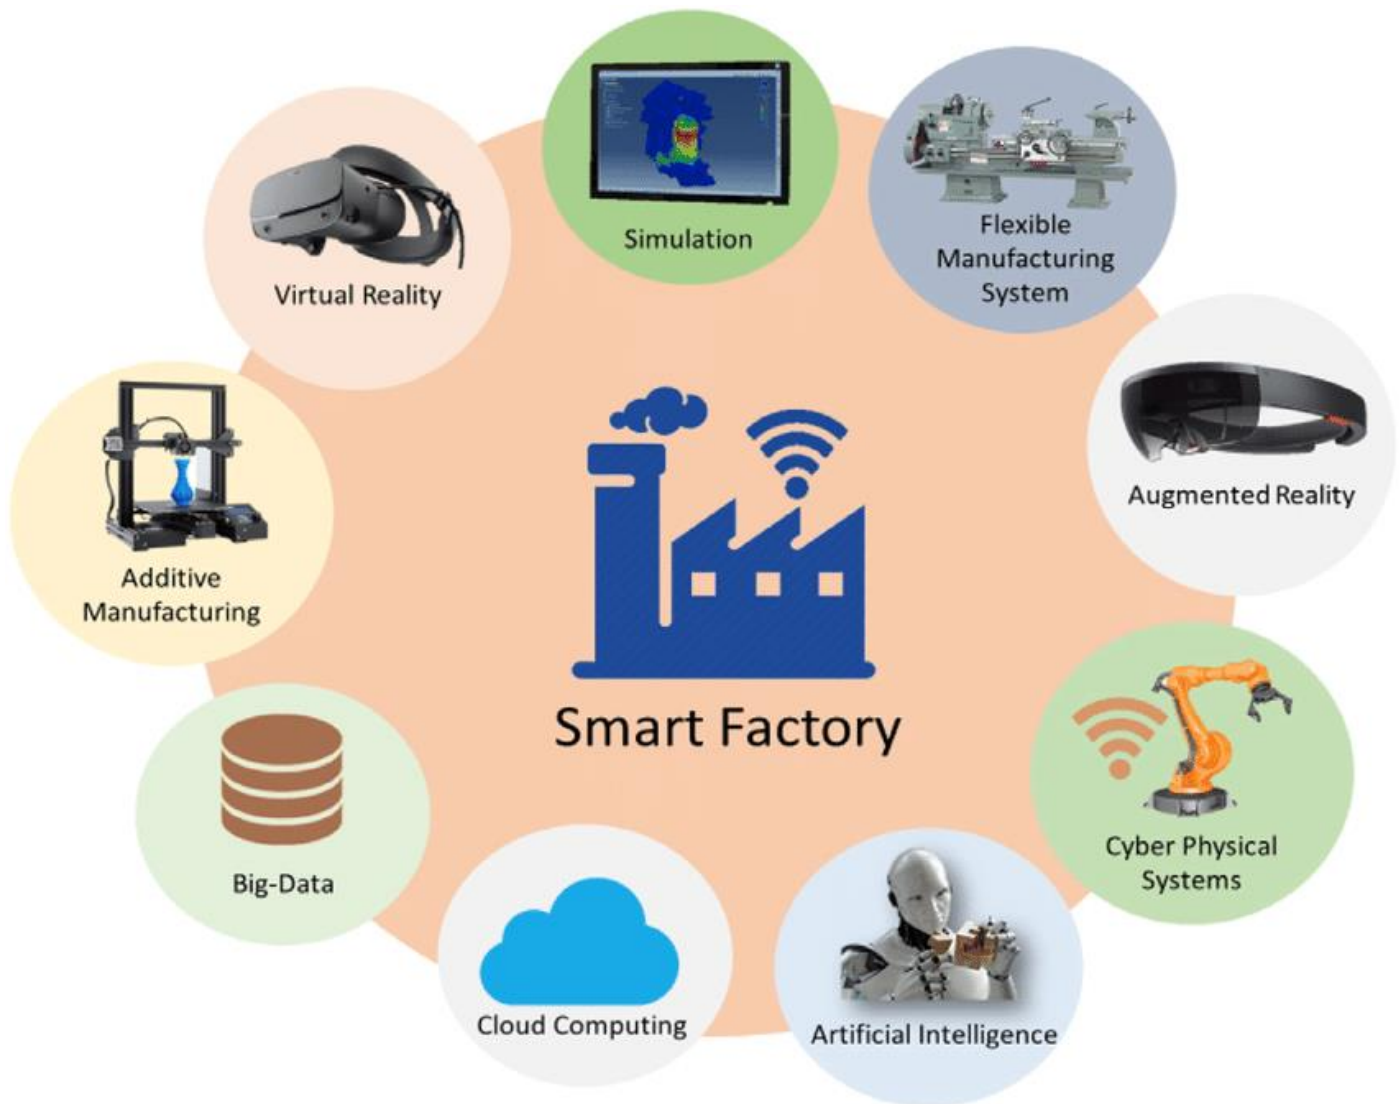 Simulation
Flexible
Manufacturing
System
Virtual Reality
Augmented Reality
Additive
Manufacturing
Smart Factory
Cyber Physical
Systems
Big-Data
Cloud Computing
Artificial Intelligence